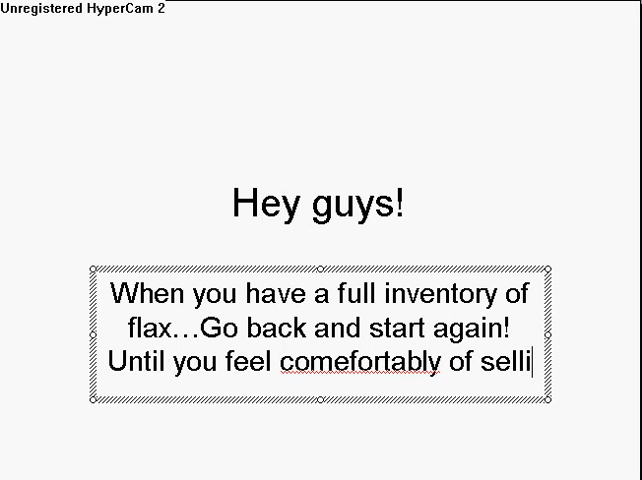 Unregistered HyperCam 2
Hey guys!
When you have a full inventory of
flax…Go back and start again!
Until you feel comefortably of selli